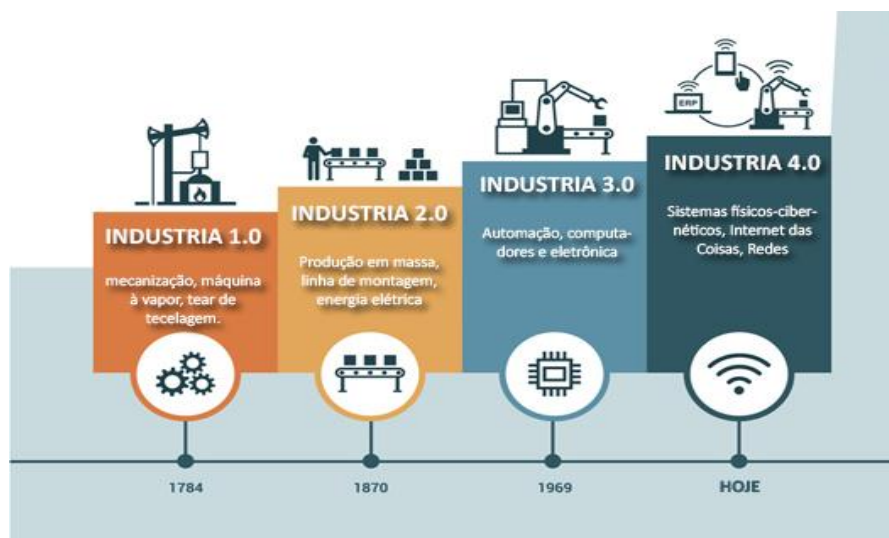 INDUSTRIA 1.0
mecanização, máquina
à vapor, tear de
tecelagem.
INDUSTRIA 2.0
Produção em massa,
linha de montagem,
energia elétrica
INDUSTRIA 3.0
Automação, computa-
dores e eletrônica
ERP
INDUSTRIA 4.0
Sistemas físicos-ciber-
néticos, Internet das
Coisas, Redes
1784
1870
1969
HOJE